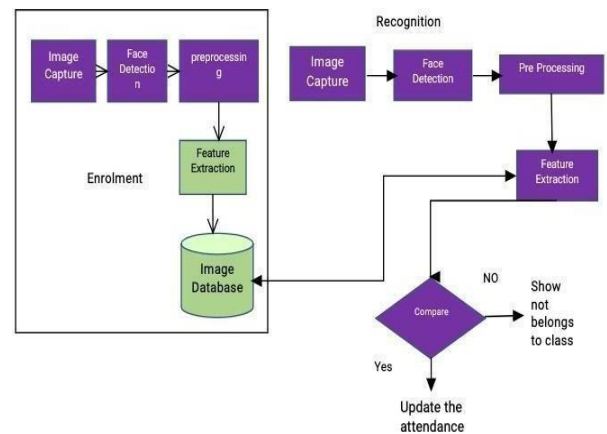 Recognition
Image
Capture
Face
Detectio
n
preprocessin
g
Image
Capture
Face
Detection
Pre Processing
Feature
Extraction
Feature
Extraction
Enrolment
Image
Database
Compare
NO
Show
not
belongs
to class
Yes
Update the
attendance